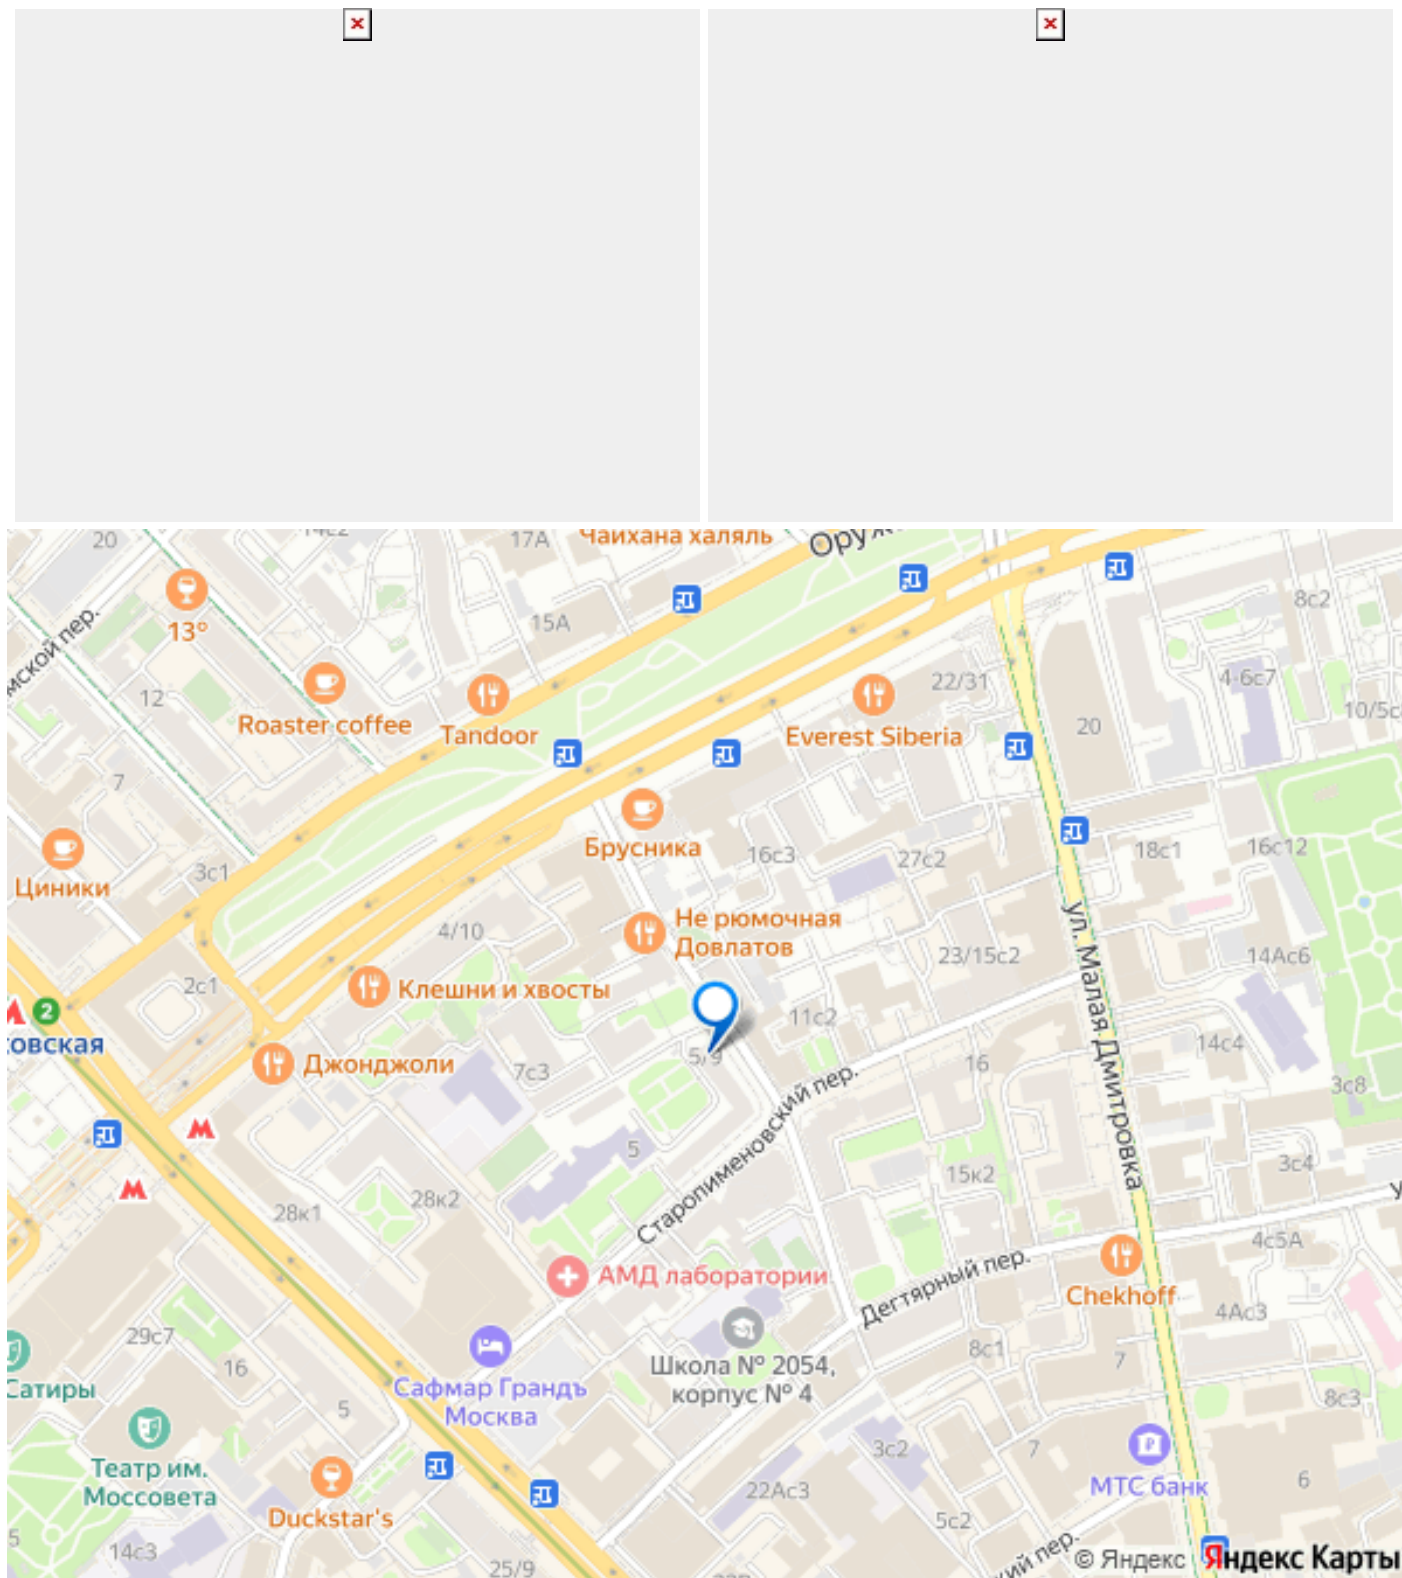 20
14с2
17А
Чайхана халяль
Оруж
8с2
мской пер.
13°
15А
12
22/31
4-6с7
10/5с
Roaster coffee
Tandoor
Everest Siberia
20
7
Брусника
16с3
27с2
18с1
16с12
Циники
3с1
4/10
Не рюмочная
Довлатов
ул. Малая Дмитровка
23/15с2
14Ас6
2с1
Клешни и хвосты
2
11с2
овская
Джонджоли
7с3
5/9
16
14с4
3с8
Старопименовский пер.
5
15к2
3с4
28к1
28к2
У
4с5А
АМД лаборатории
Дегтярный пер.
Chekhoff
4Ас3
29с7
16
Школа № 2054,
корпус № 4
8с1
7
Сатиры
Сафмар Грандъ
Москва
5
8с3
Театр им.
Моссовета
3с2
7
МТС банк
6
Duckstar's
22Ас3
5с2
5
14с3
25/9
ий пер.
© Яндекс
Яндекс Карты